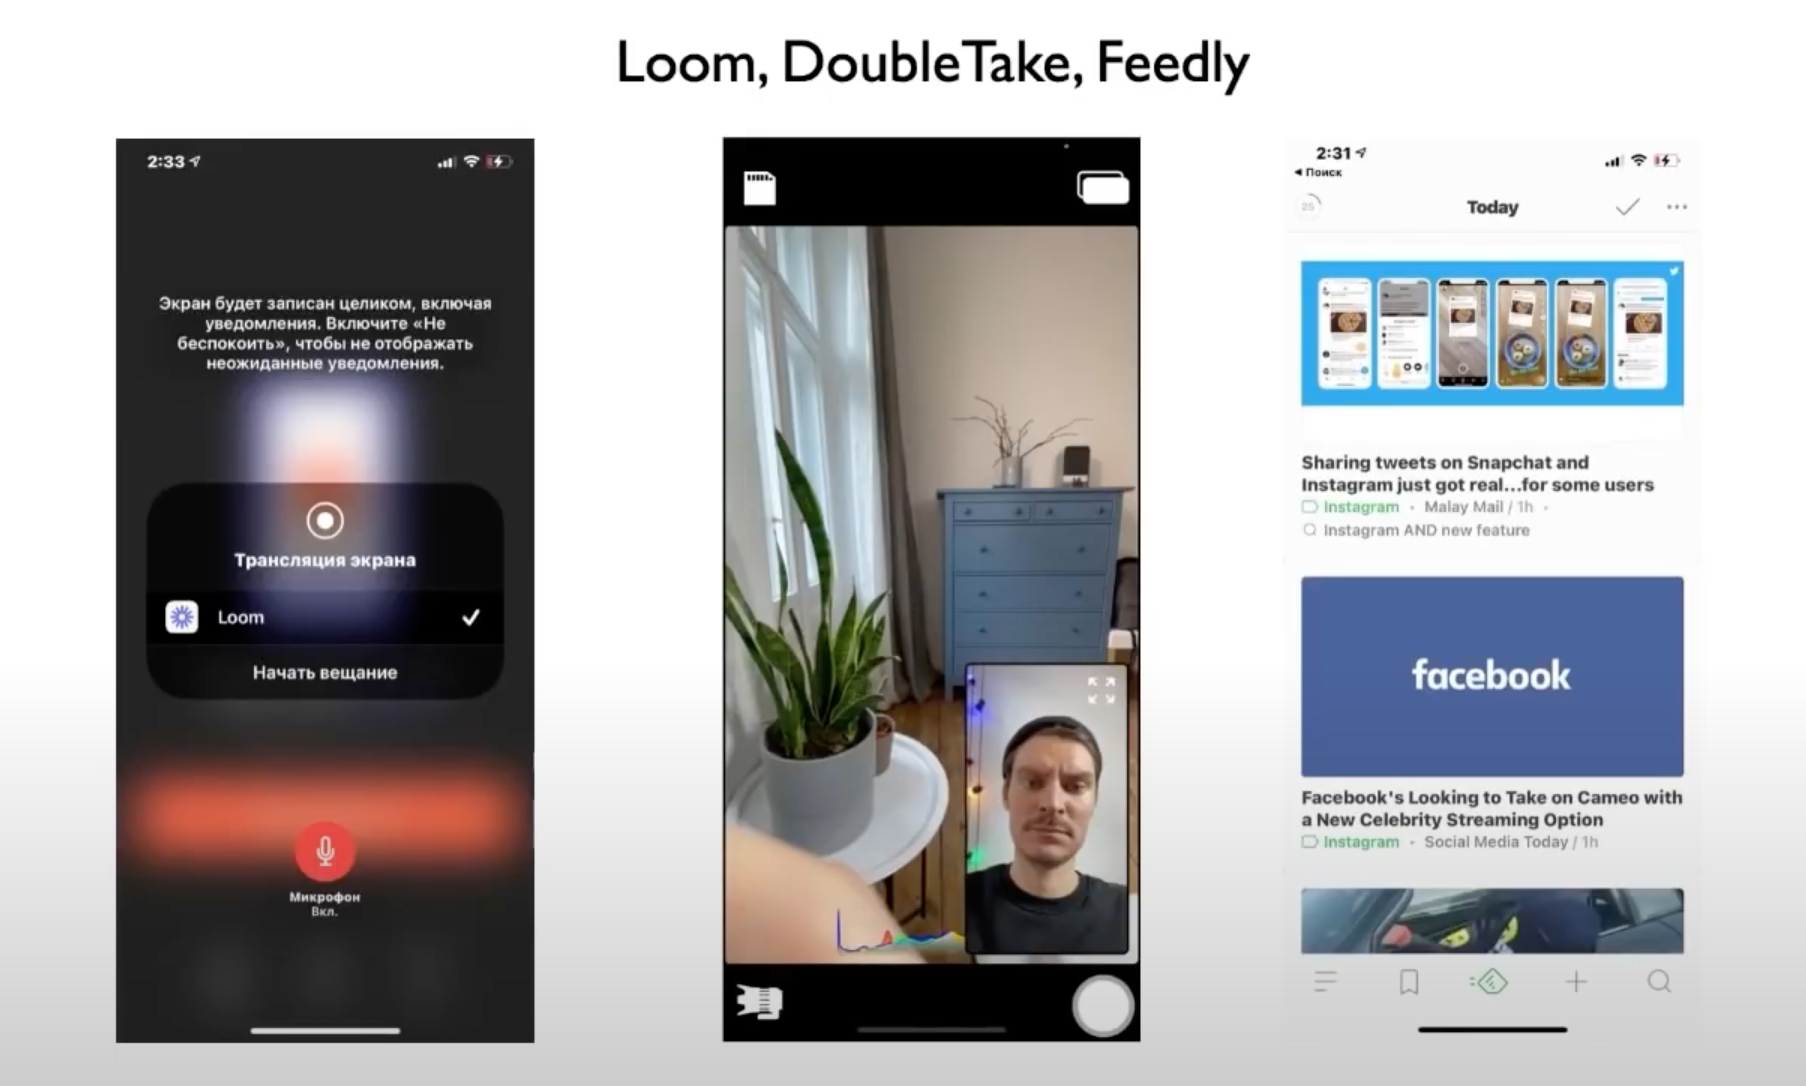 Loom, DoubleTake, Feedly
2:33
Экран будет записан целиком, включая
уведомления. Включите «Не
беспокоить», чтобы не отображать
неожиданные уведомления.
Трансляция экрана
Loom
Начать вещание
Микрофон
Вкл.
2:31
Поиск
25
Today
Sharing tweets on Snapchat and
Instagram just got real...for some users
Instagram • Malay Mail / 1h •
Instagram AND new feature
facebook
Facebook's Looking to Take on Cameo with
a New Celebrity Streaming Option
Instagram • Social Media Today / 1h